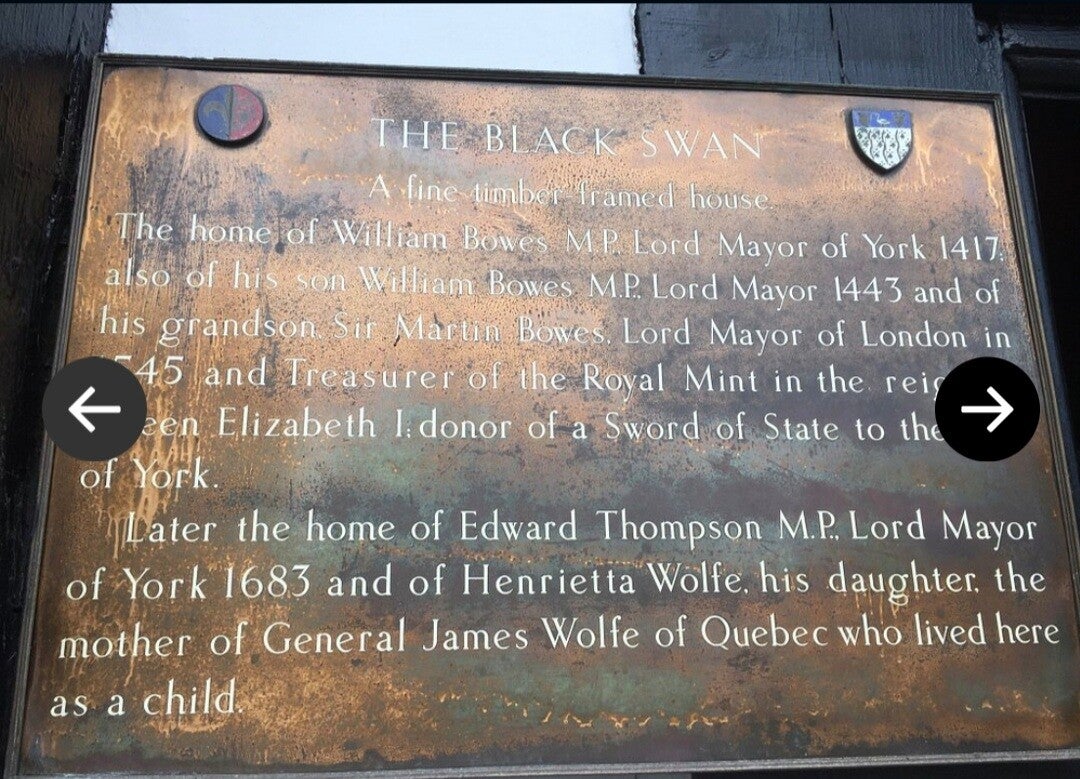 THE BLACK SWAN
A fine timber-framed house.
The home of William Bowes M.P. Lord Mayor of York 1417;
also of his son William Bowes M.P. Lord Mayor 1443 and of
his grandson Sir Martin Bowes, Lord Mayor of London in
545 and Treasurer of the Royal Mint in the
Elizabeth I; donor of a Sword of State to the
of York.
Later the home of Edward Thompson M.P. Lord Mayor
of York 1683 and of Henrietta Wolfe, his daughter, the
mother of General James Wolfe of Quebec who lived here
as a child.